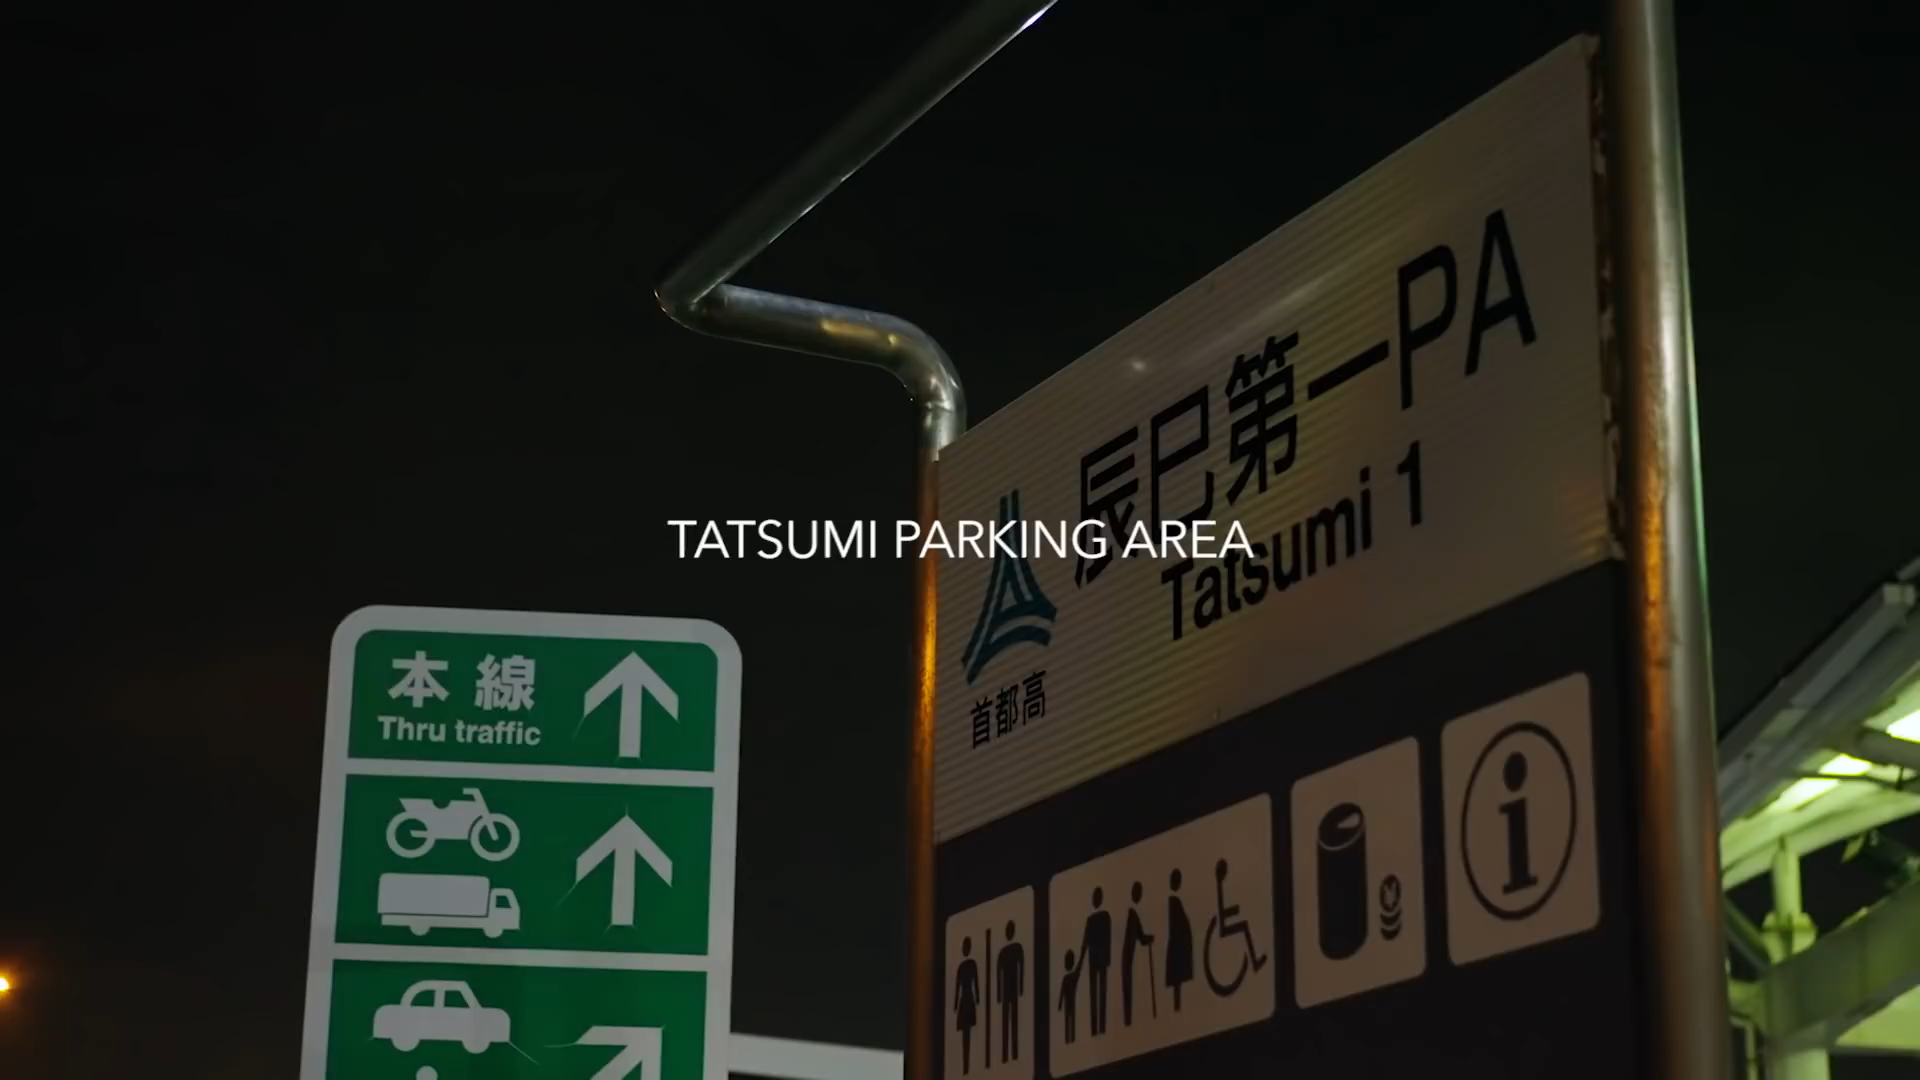 辰巳第一PA
Tatsumi 1
首都高
TATSUMI PARKING AREA
本線
Thru traffic
i